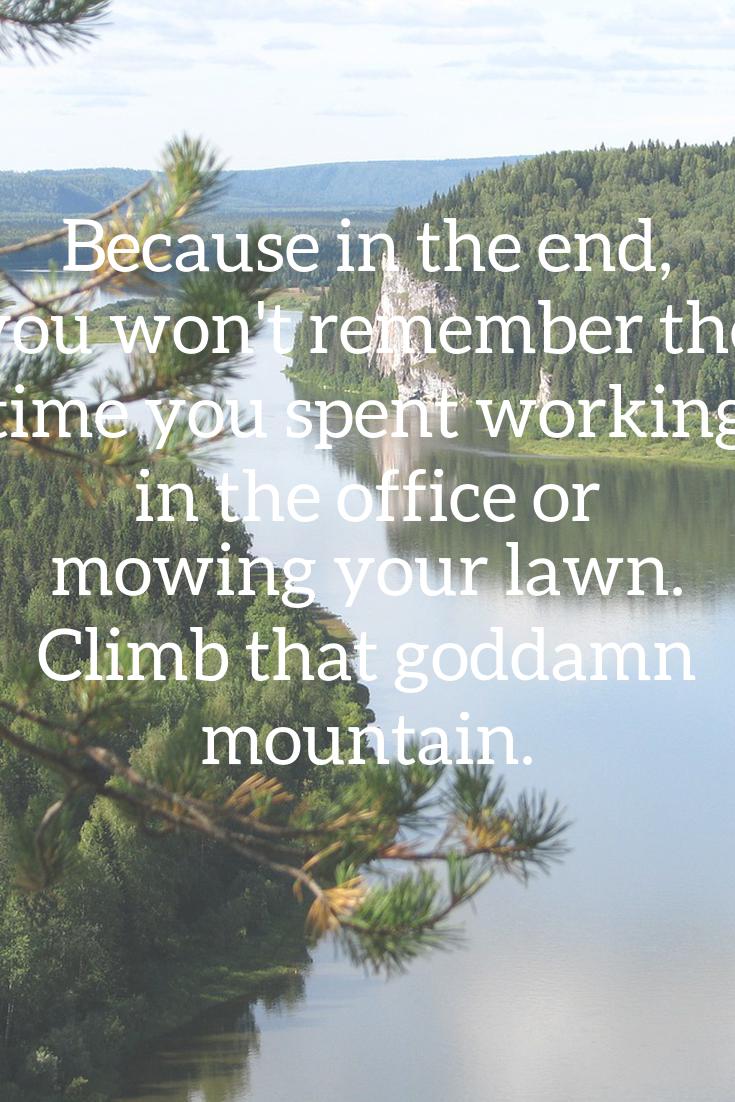 Because in the end,
you won't remember the
time you spent working
in the office or
mowing your lawn.
Climb that goddamn
mountain.